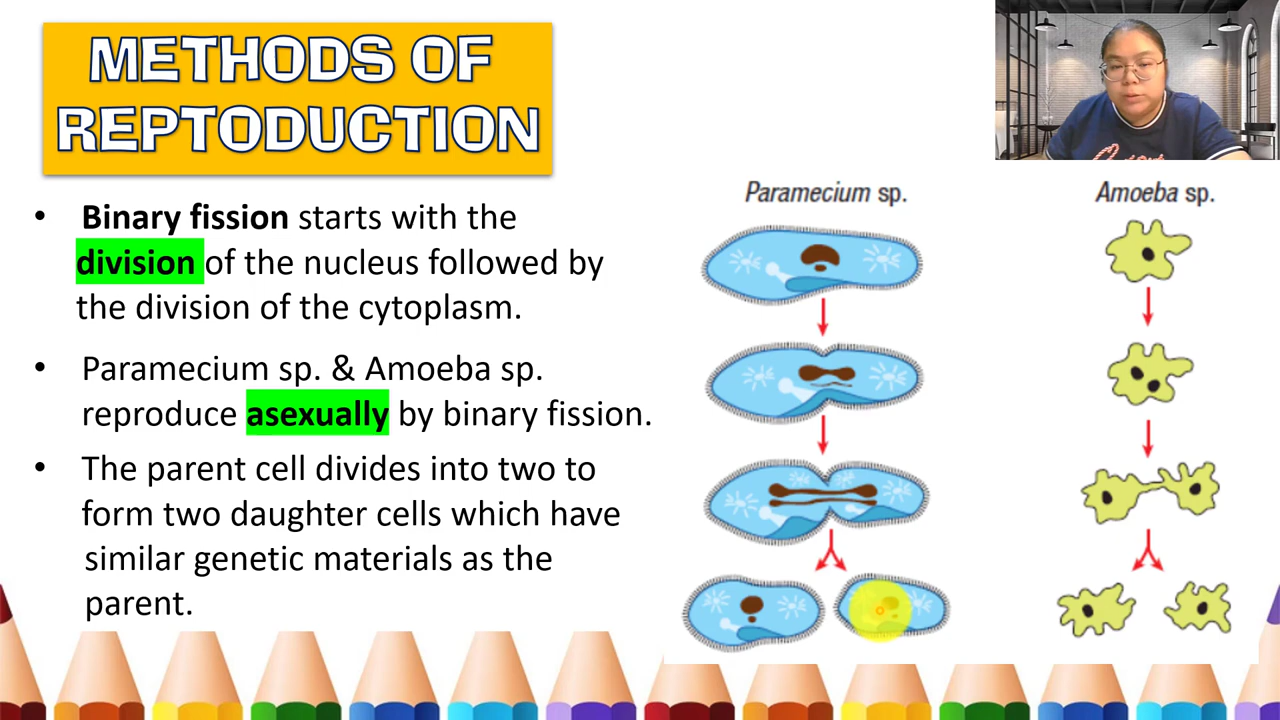 METHODS OF
REPTODUCTION
• Binary fission starts with the
division of the nucleus followed by
the division of the cytoplasm.
• Paramecium sp. & Amoeba sp.
reproduce asexually by binary fission.
• The parent cell divides into two to
form two daughter cells which have
similar genetic materials as the
parent.
Paramecium sp.
Amoeba sp.